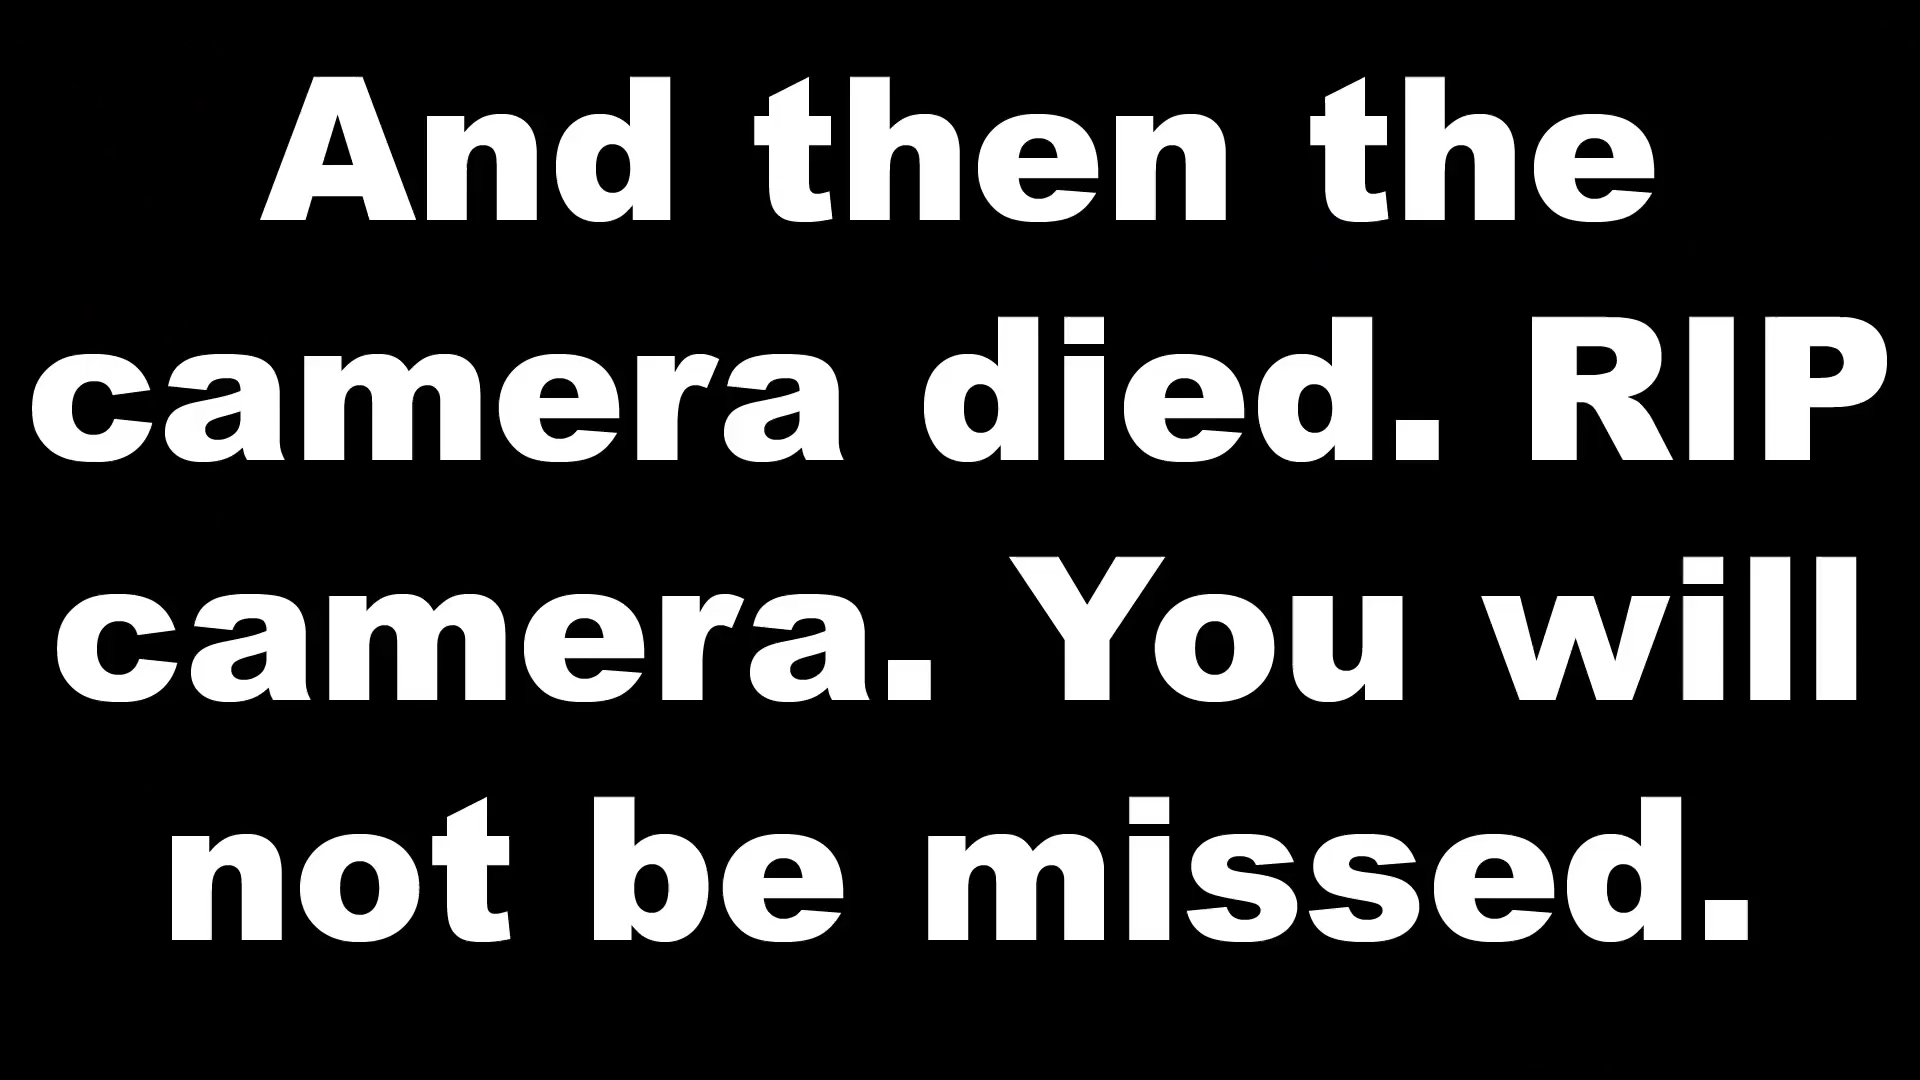 And then the
camera died. RIP
camera. You will
not be missed.